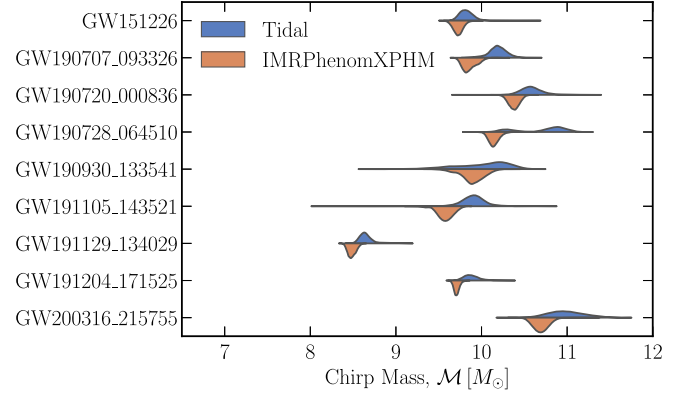 GW151226
Tidal
GW190707_093326
IMRPhenomXPHM
GW190720_000836
GW190728_064510
GW190930_133541
GW191105_143521
GW191129_134029
GW191204_171525
GW200316_215755
7 8 9 10 11 12
Chirp Mass, ℳ [M⊙]